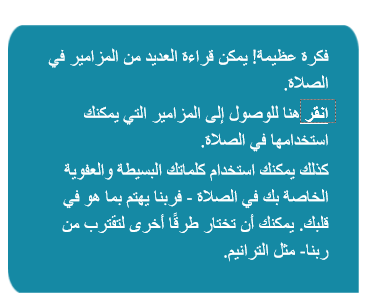 فكرة عظيمة! يمكن قراءة العديد من المزامير في
الصلاة.
انقر هنا للوصول إلى المزامير التي يمكنك
استخدامها في الصلاة.
كذلك يمكنك استخدام كلماتك البسيطة والعفوية
الخاصة بك في الصلاة - فربنا يهتم بما هو في
قلبك. يمكنك أن تختار طرقًا أخرى لتقترب من
ربنا- مثل الترانيم.